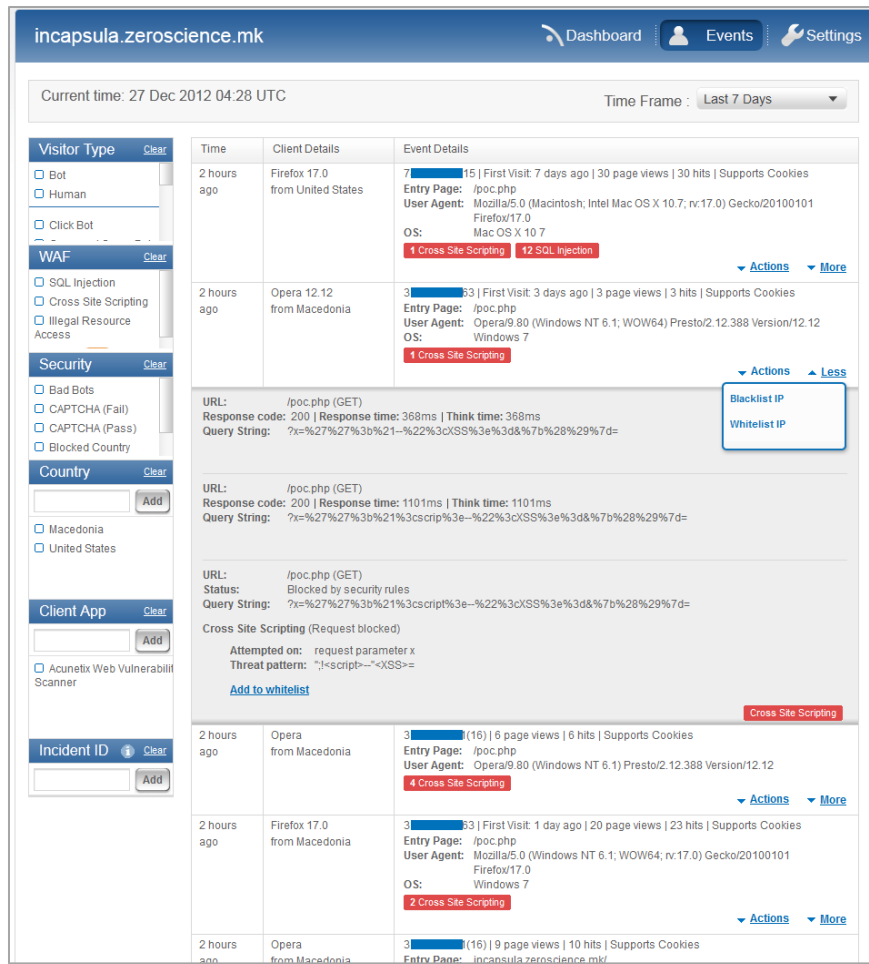 incapsula.zeroscience.mk
Dashboard
Events
Settings
Current time: 27 Dec 2012 04:28 UTC
Time Frame : Last 7 Days
Visitor Type Clear
Bot
Human
Click Bot
WAF Clear
SQL Injection
Cross Site Scripting
Illegal Resource
Access
Security Clear
Bad Bots
CAPTCHA (Fail)
CAPTCHA (Pass)
Blocked Country
Country Clear
Add
Macedonia
United States
Client App Clear
Add
Acunetix Web Vulnerabilit
Scanner
Incident ID Clear
Add
Time Client Details Event Details
2 hours
ago
Firefox 17.0
from United States
7 15 | First Visit: 7 days ago | 30 page views | 30 hits | Supports Cookies
Entry Page: /poc.php
User Agent: Mozilla/5.0 (Macintosh; Intel Mac OS X 10.7; rv:17.0) Gecko/20100101
Firefox/17.0
OS: Mac OS X 10 7
1 Cross Site Scripting 12 SQL Injection
Actions More
2 hours
ago
Opera 12.12
from Macedonia
3 63 | First Visit: 3 days ago | 3 page views | 3 hits | Supports Cookies
Entry Page: /poc.php
User Agent: Opera/9.80 (Windows NT 6.1; WOW64) Presto/2.12.388 Version/12.12
OS: Windows 7
1 Cross Site Scripting
Actions Less
Blacklist IP
Whitelist IP
URL: /poc.php (GET)
Response code: 200 | Response time: 368ms | Think time: 368ms
Query String: ?x=%27%27%3b%21--%22%3cXSS%3e%3d&%7b%28%29%7d=
URL: /poc.php (GET)
Response code: 200 | Response time: 1101ms | Think time: 1101ms
Query String: ?x=%27%27%3b%21%3cscrip%3e--%22%3cXSS%3e%3d&%7b%28%29%7d=
URL: /poc.php (GET)
Status: Blocked by security rules
Query String: ?x=%27%27%3b%21%3cscript%3e--%22%3cXSS%3e%3d&%7b%28%29%7d=
Cross Site Scripting (Request blocked)
Attempted on: request parameter x
Threat pattern: '';!<script>--"<XSS>=
Add to whitelist
Cross Site Scripting
2 hours
ago
Opera
from Macedonia
3 1(16) | 6 page views | 6 hits | Supports Cookies
Entry Page: /poc.php
User Agent: Opera/9.80 (Windows NT 6.1) Presto/2.12.388 Version/12.12
4 Cross Site Scripting
Actions More
2 hours
ago
Firefox 17.0
from Macedonia
3 63 | First Visit: 1 day ago | 20 page views | 23 hits | Supports Cookies
Entry Page: /poc.php
User Agent: Mozilla/5.0 (Windows NT 6.1; WOW64; rv:17.0) Gecko/20100101
Firefox/17.0
OS: Windows 7
2 Cross Site Scripting
Actions More
2 hours
ago
Opera
from Macedonia
3 1(16) | 9 page views | 10 hits | Supports Cookies
Entry Page: incapsula.zeroscience.mk/